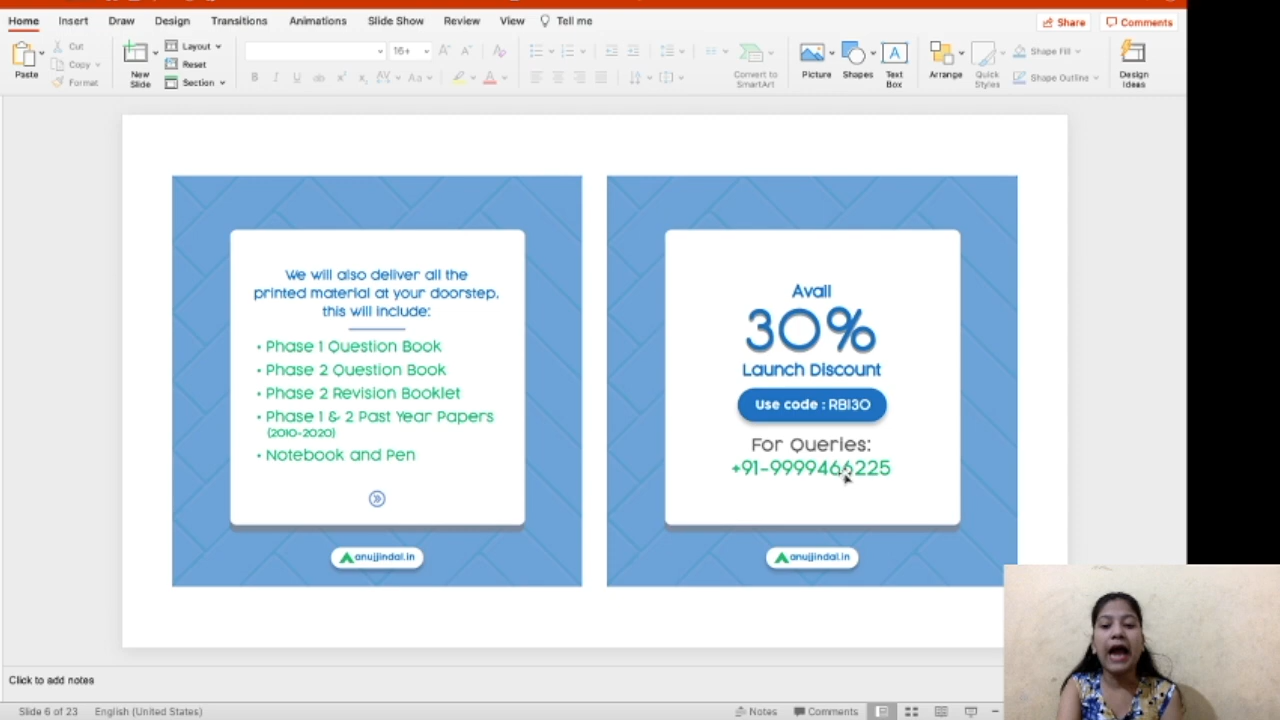 Home Insert Draw Design Transitions Animations Slide Show Review View Tell me
Share Comments
Paste
Cut
Copy
Format
New Slide
Layout
Reset
Section
16+
Convert to SmartArt
Picture
Shapes
Text Box
Arrange
Quick Styles
Shape Fill
Shape Outline
Design Ideas
We will also deliver all the
printed material at your doorstep,
this will include:
• Phase 1 Question Book
• Phase 2 Question Book
• Phase 2 Revision Booklet
• Phase 1 & 2 Past Year Papers
(2010-2020)
• Notebook and Pen
anujjindal.in
Avail
30%
Launch Discount
Use code : RBI30
For Queries:
+91-9999466225
anujjindal.in
Click to add notes
Slide 6 of 23 English (United States)
Notes Comments